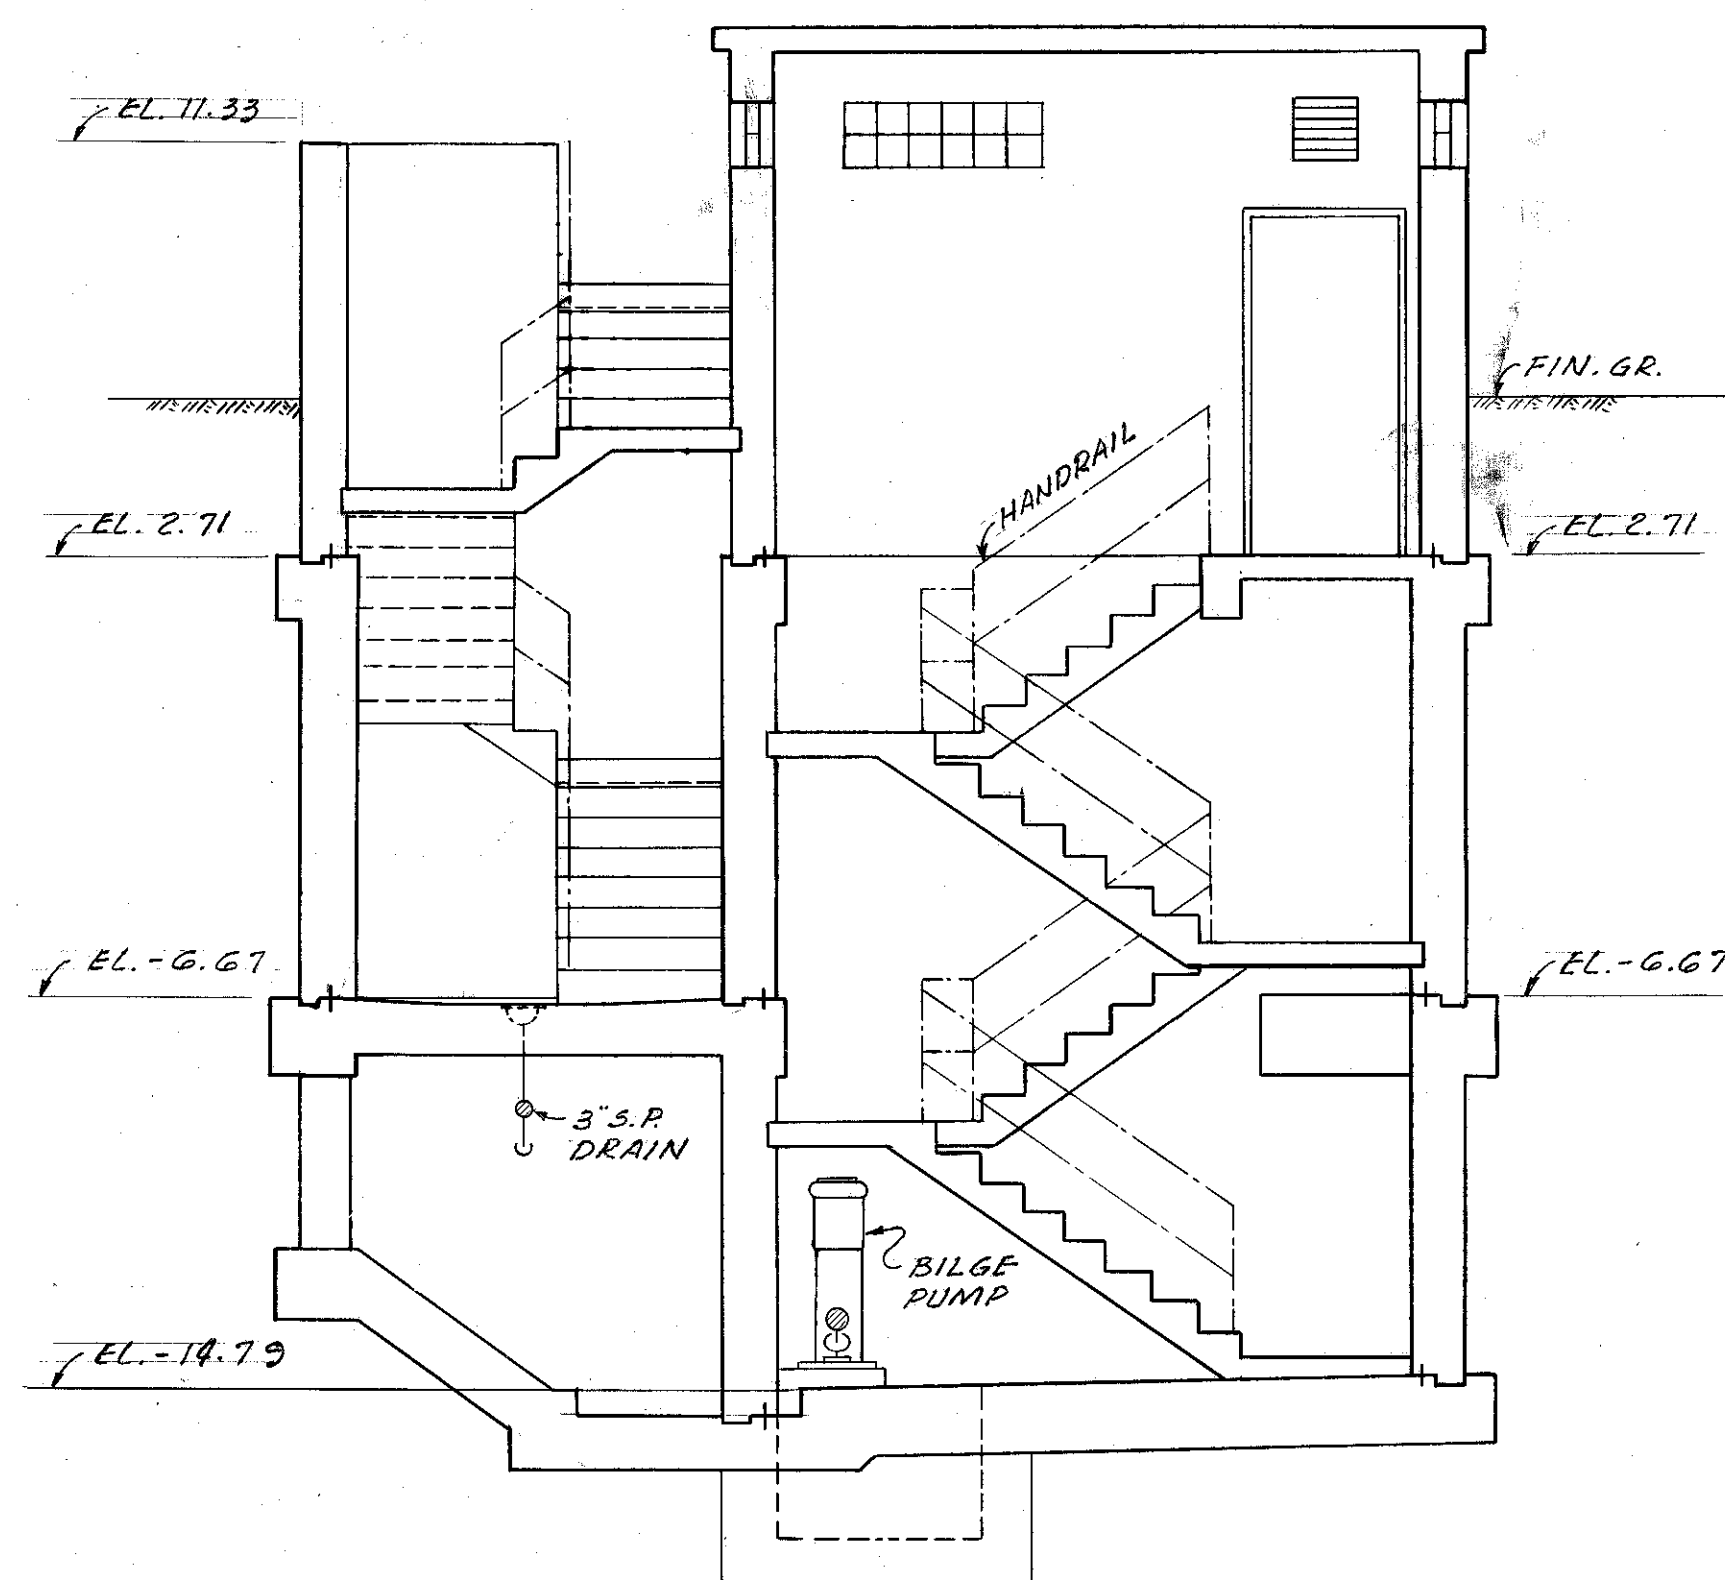 EL. 11.33
FIN. GR.
HANDRAIL
EL. 2.71
EL. 2.71
EL. -6.67
EL. -6.67
3" S.P.
DRAIN
BILGE
PUMP
EL. -14.79